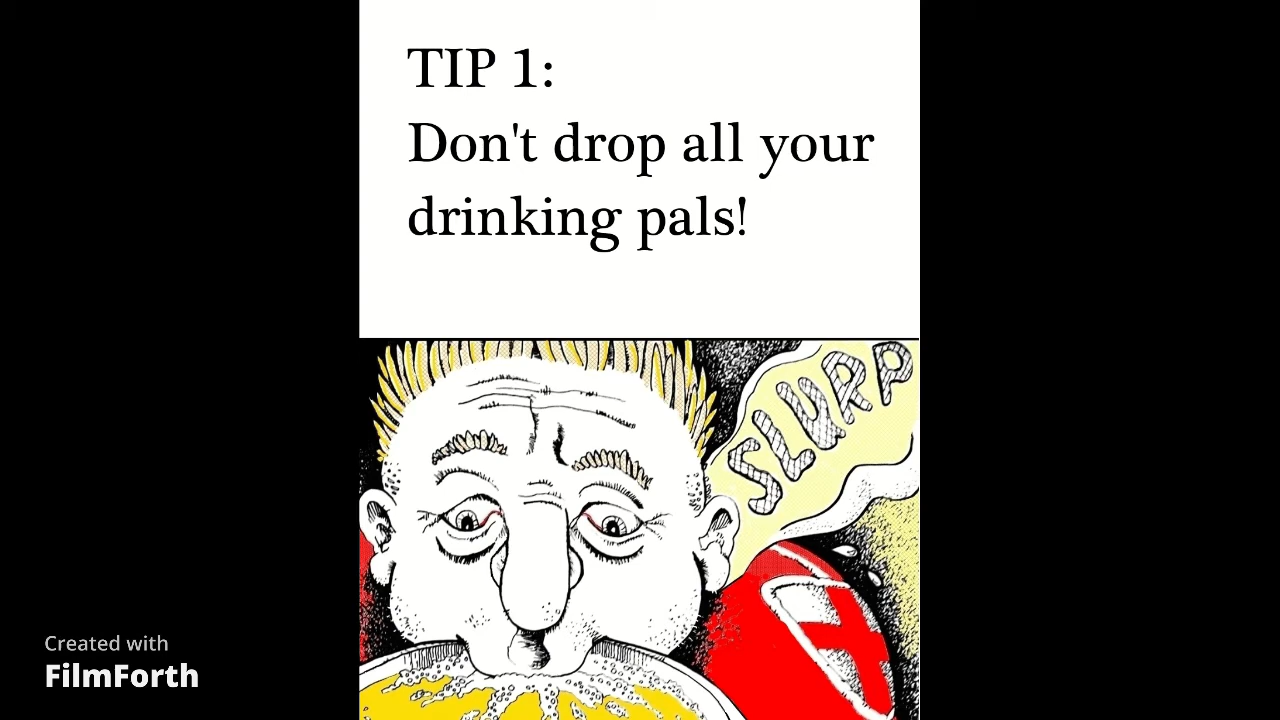 TIP 1:
Don't drop all your
drinking pals!
SLURP
Created with
FilmForth